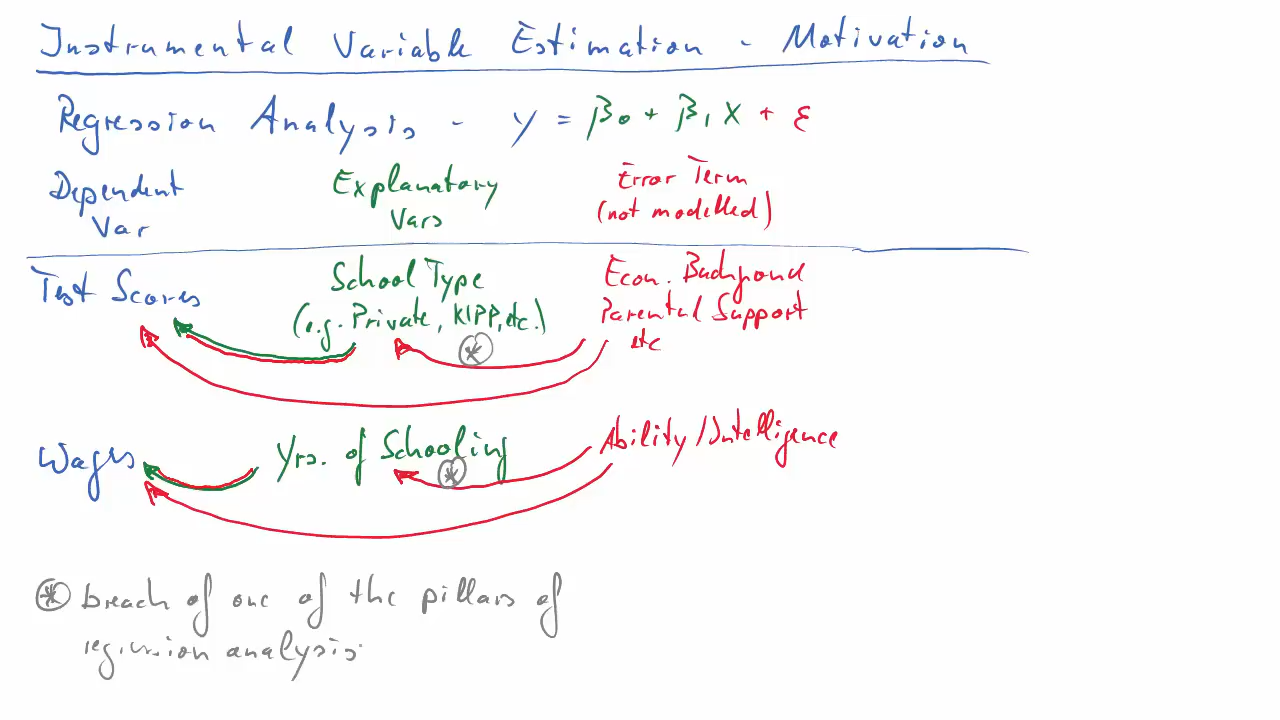 Instrumental Variable Estimation - Motivation
Regression Analysis - y = β0 + β1 X + ε
Dependent Var
Explanatory Vars
Error Term (not modelled)
Test Scores
School Type
(e.g. Private, KIPP, etc.)
Econ. Background
Parental Support
etc
*
Wages
Yrs. of Schooling
Ability/Intelligence
*
* breach of one of the pillars of
regression analysis